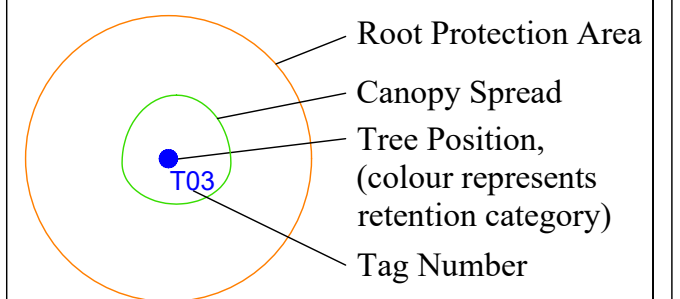 Root Protection Area
Canopy Spread
Tree Position,
(colour represents
retention category)
T03
Tag Number